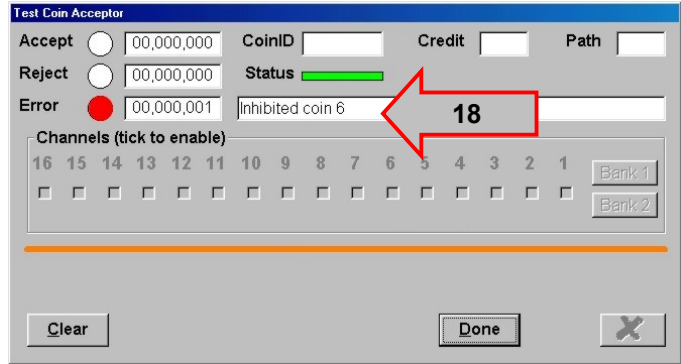 Test Coin Acceptor
Accept 00,000,000 CoinID Credit Path
Reject 00,000,000 Status
Error 00,000,001 Inhibited coin 6 18
Channels (tick to enable)
16 15 14 13 12 11 10 9 8 7 6 5 4 3 2 1 Bank 1
Bank 2
Clear Done